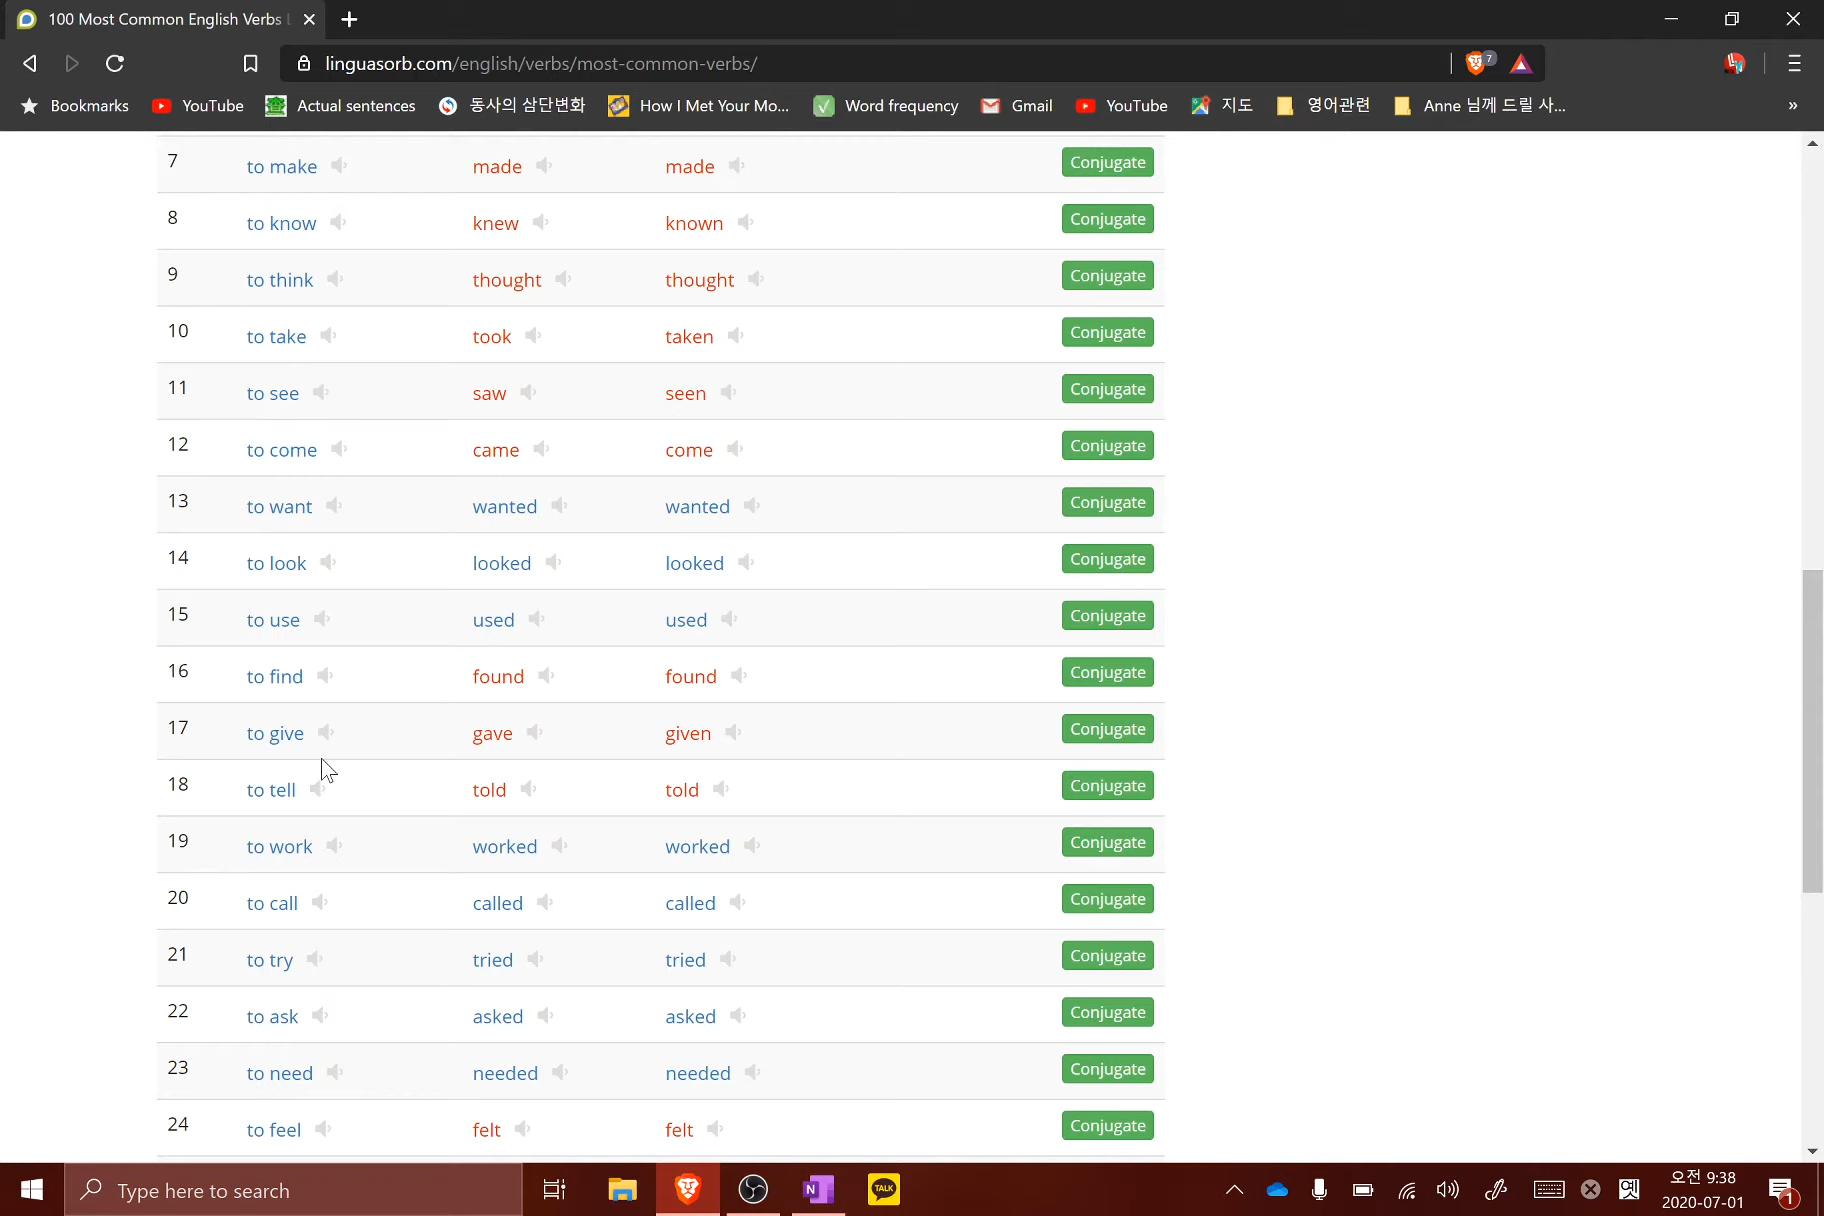 100 Most Common English Verbs
linguasorb.com/english/verbs/most-common-verbs/
7
Bookmarks YouTube Actual sentences 동사의 삼단변화 How I Met Your Mo... Word frequency Gmail YouTube 지도 영어관련 Anne 님께 드릴 사... »
7 to make made made Conjugate
8 to know knew known Conjugate
9 to think thought thought Conjugate
10 to take took taken Conjugate
11 to see saw seen Conjugate
12 to come came come Conjugate
13 to want wanted wanted Conjugate
14 to look looked looked Conjugate
15 to use used used Conjugate
16 to find found found Conjugate
17 to give gave given Conjugate
18 to tell told told Conjugate
19 to work worked worked Conjugate
20 to call called called Conjugate
21 to try tried tried Conjugate
22 to ask asked asked Conjugate
23 to need needed needed Conjugate
24 to feel felt felt Conjugate
Type here to search N TALK 옛 오전 9:38
2020-07-01 1